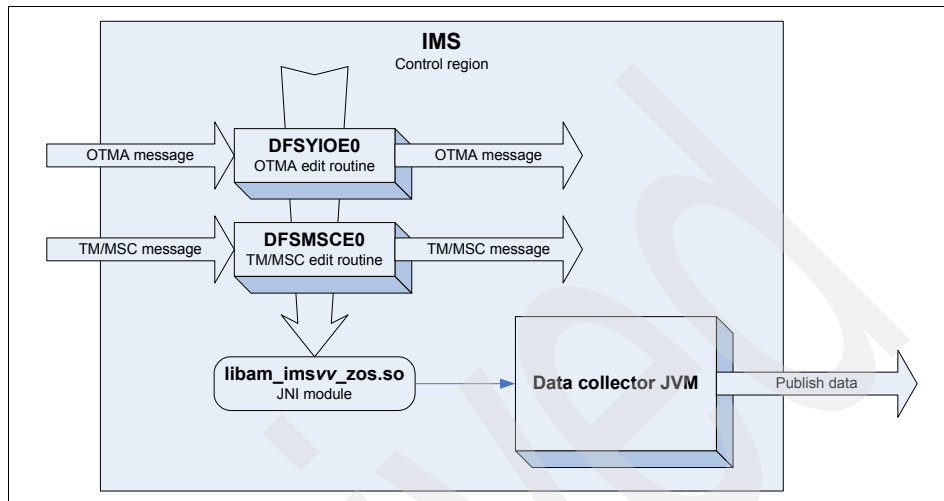 IMS
Control region
DFSYIOE0
OTMA message
OTMA edit routine
OTMA message
DFSMSCE0
TM/MSC message
TM/MSC edit routine
TM/MSC message
libam_imsvv_zos.so
JNI module
Data collector JVM
Publish data